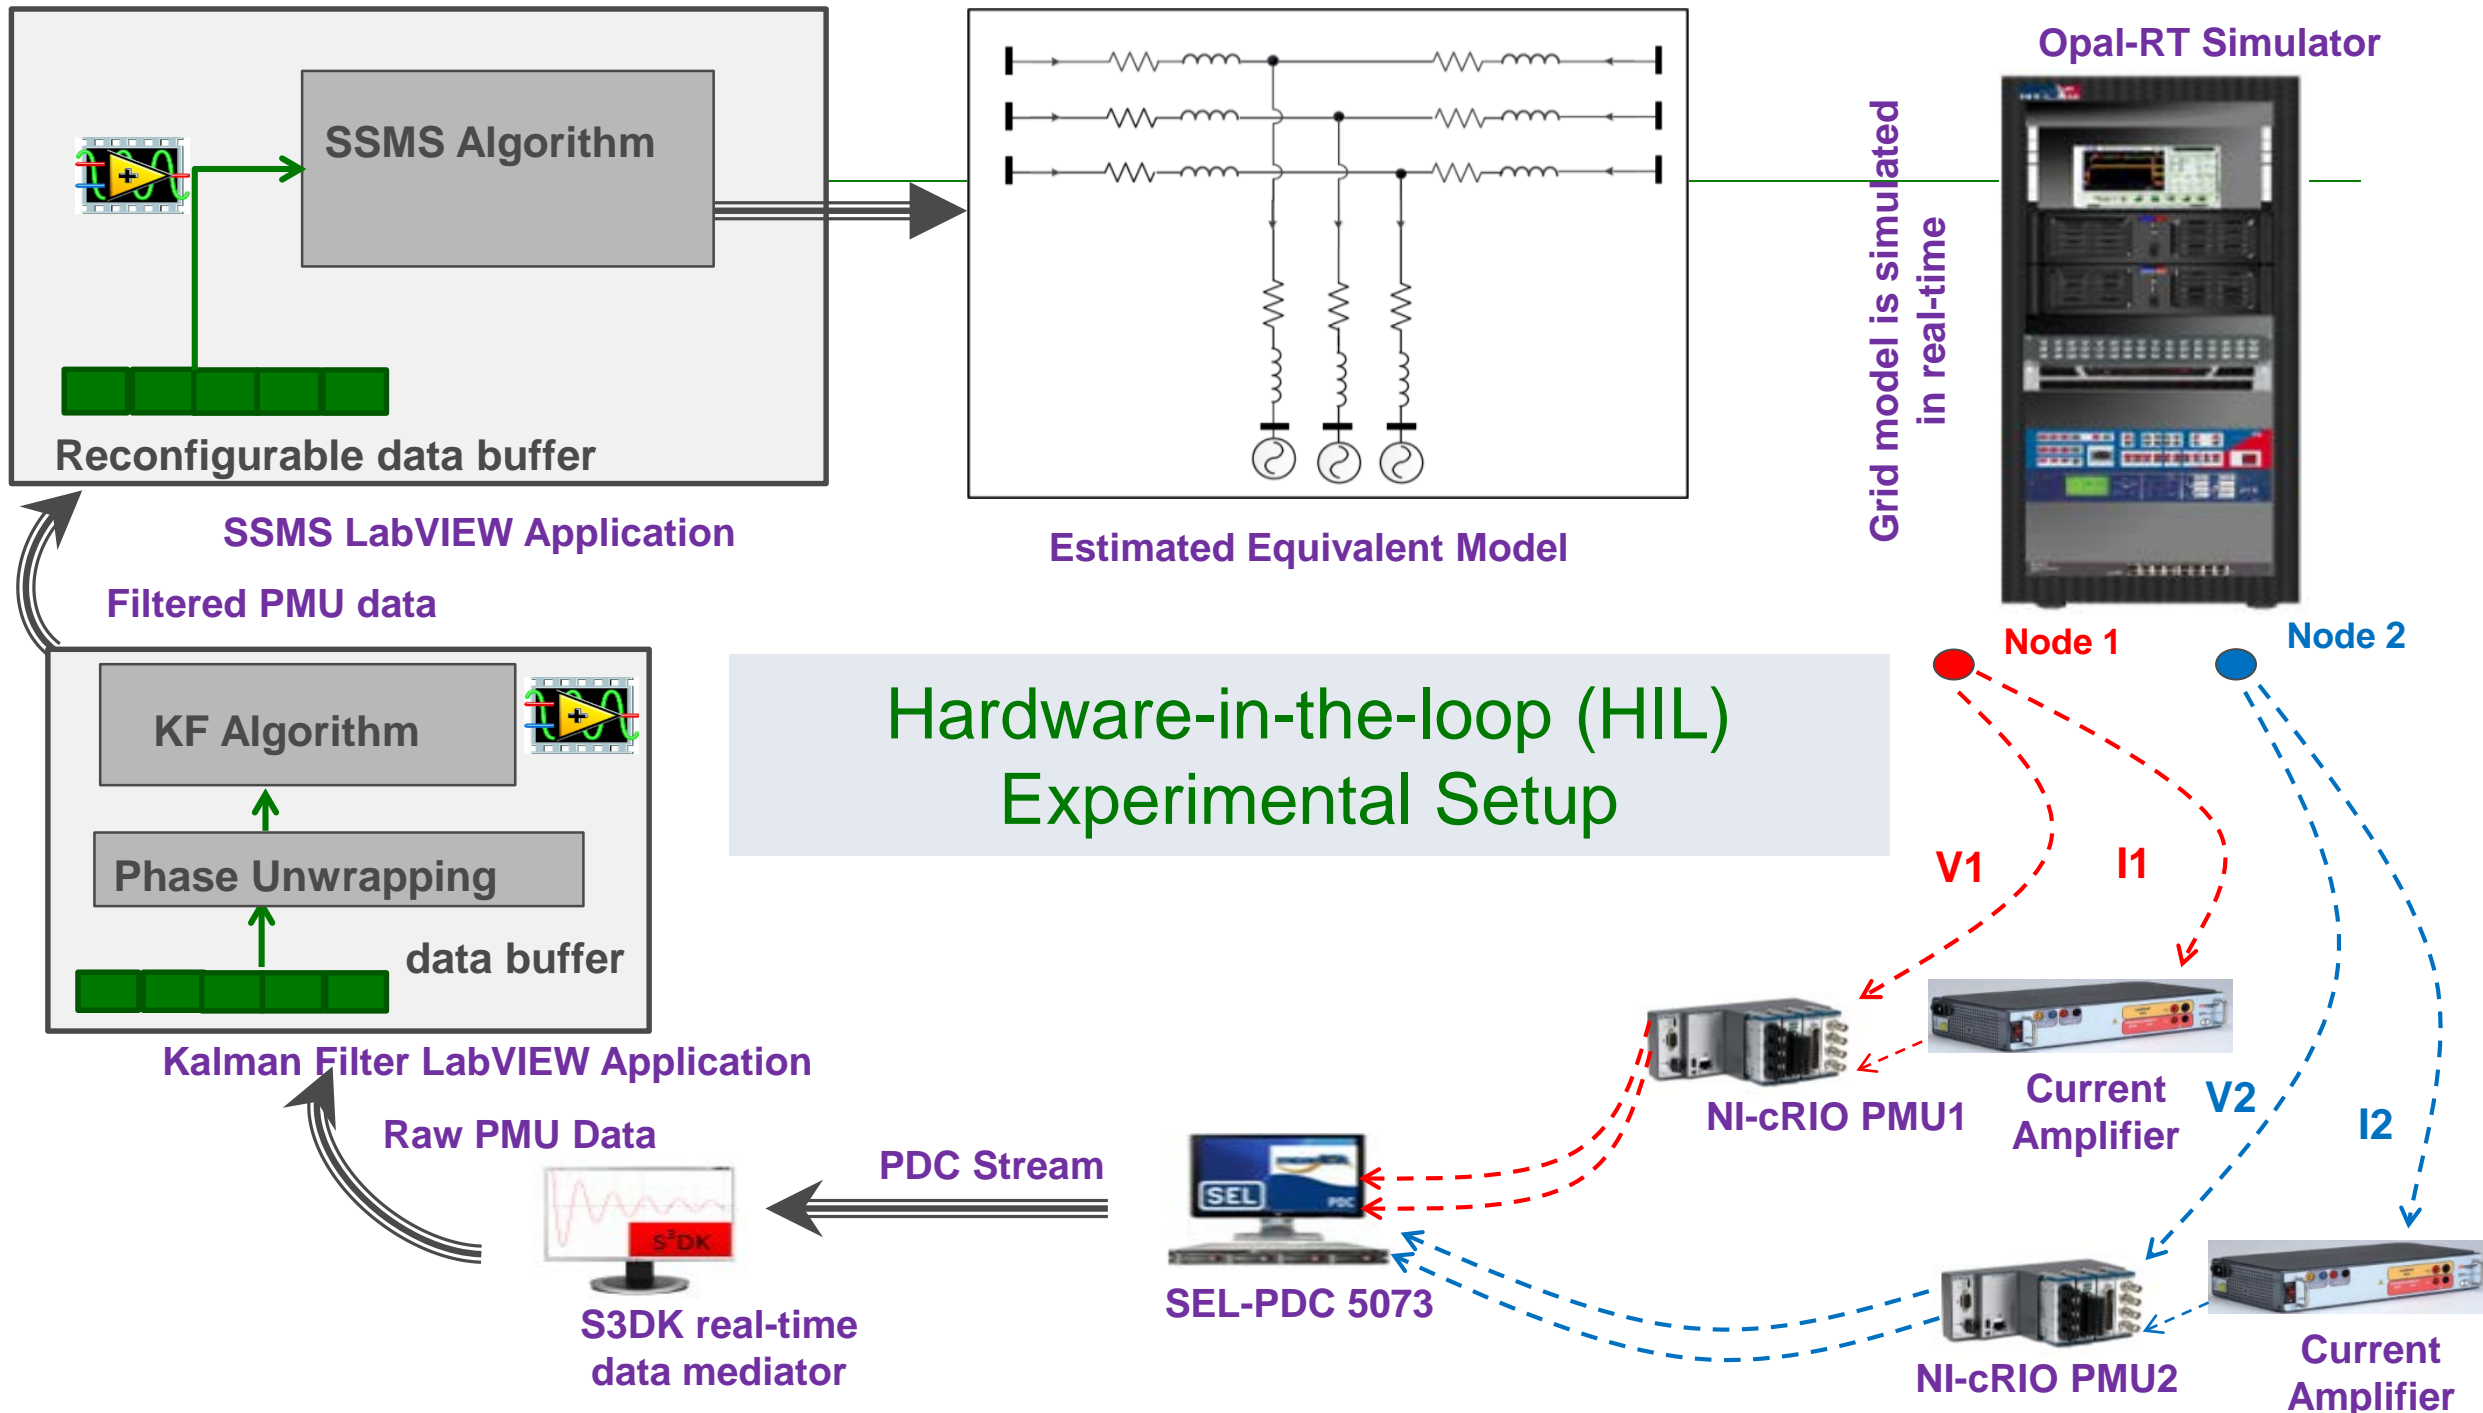 Opal-RT Simulator
SSMS Algorithm
Grid model is simulated
in real-time
Reconfigurable data buffer
SSMS LabVIEW Application
Estimated Equivalent Model
Filtered PMU data
Node 1
Node 2
Hardware-in-the-loop (HIL)
Experimental Setup
KF Algorithm
Phase Unwrapping
data buffer
V1
I1
Kalman Filter LabVIEW Application
Raw PMU Data
NI-cRIO PMU1
Current
Amplifier
V2
I2
PDC Stream
SEL
PDC
S³DK
SEL-PDC 5073
S3DK real-time
data mediator
NI-cRIO PMU2
Current
Amplifier